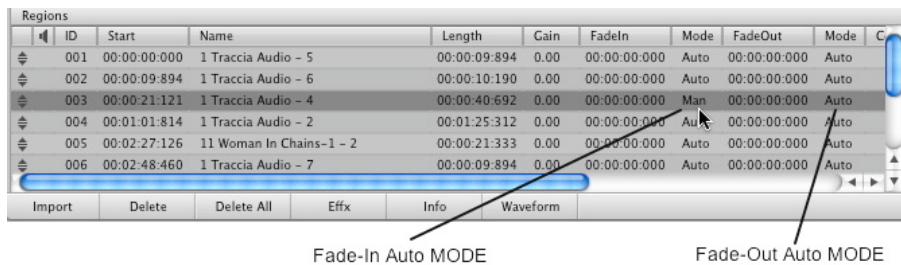 Regions
ID Start Name Length Gain FadeIn Mode FadeOut Mode
001 00:00:00:000 1 Traccia Audio – 5 00:00:09:894 0.00 00:00:00:000 Auto 00:00:00:000 Auto
002 00:00:09:894 1 Traccia Audio – 6 00:00:10:190 0.00 00:00:00:000 Auto 00:00:00:000 Auto
003 00:00:21:121 1 Traccia Audio – 4 00:00:40:692 0.00 00:00:00:000 Man 00:00:00:000 Auto
004 00:01:01:814 1 Traccia Audio – 2 00:01:25:312 0.00 00:00:00:000 00:00:00:000 Auto
005 00:02:27:126 11 Woman In Chains-1 – 2 00:00:21:333 0.00 00:00:00:000 Auto 00:00:00:000 Auto
006 00:02:48:460 1 Traccia Audio – 7 00:00:09:894 0.00 00:00:00:000 Auto 00:00:00:000 Auto
Import Delete Delete All Effx Info Waveform
Fade-In Auto MODE Fade-Out Auto MODE